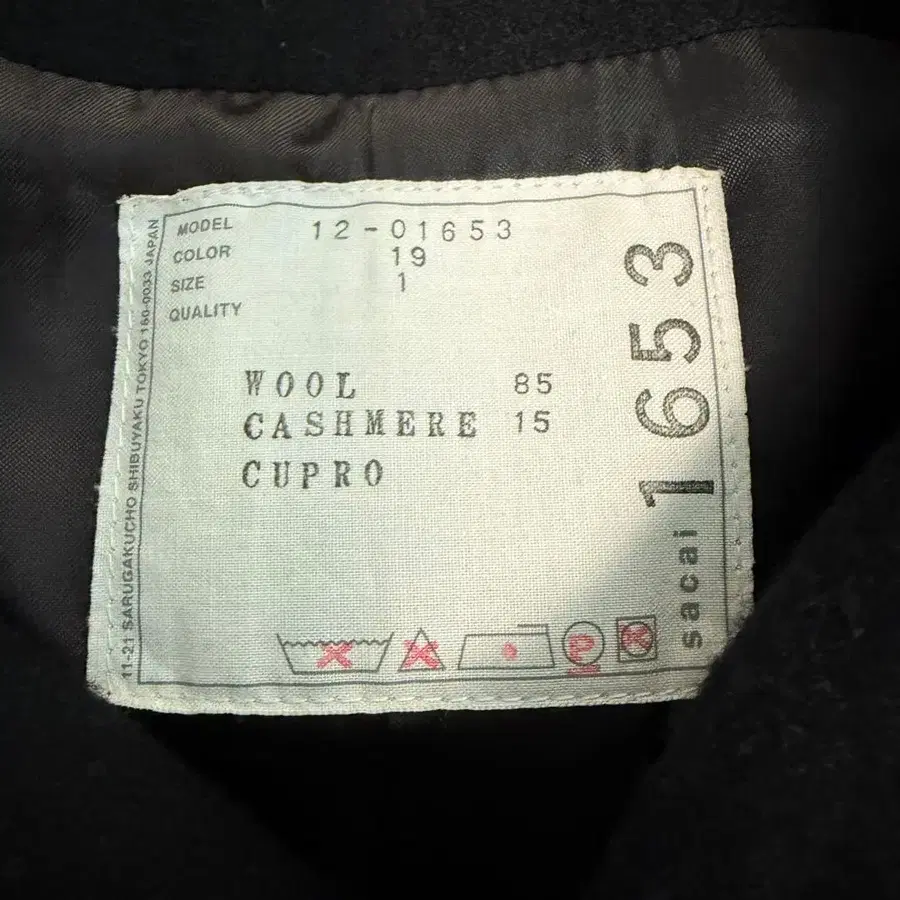 MODEL 12-01653
COLOR 19
SIZE 1
QUALITY
WOOL 85
CASHMERE 15
CUPRO
P
sacai 1653
11-21 SARUGAKUCHO SHIBUYAKU TOKYO 150-0033 JAPAN